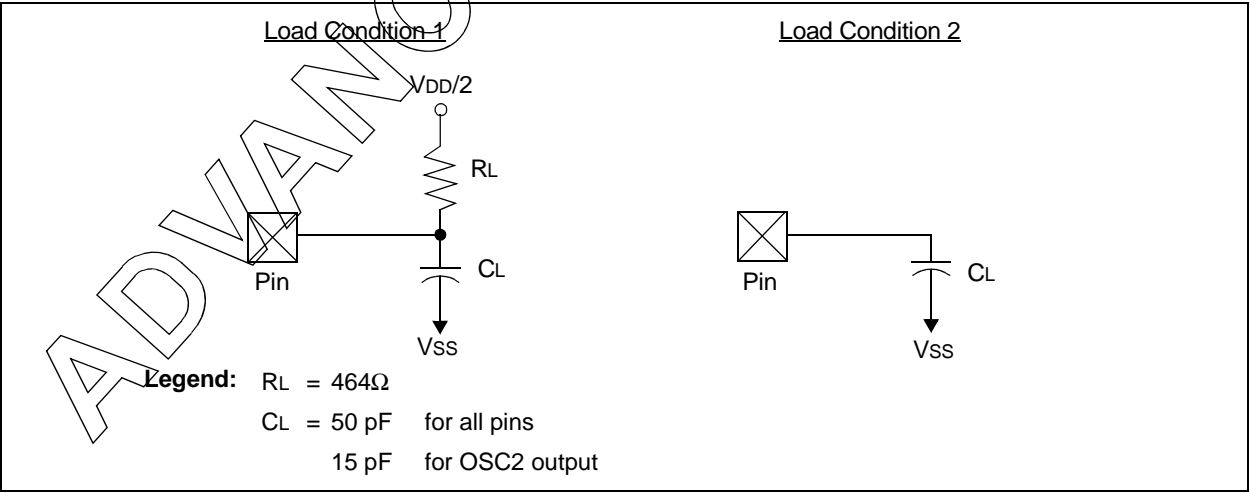 Load Condition 1
Load Condition 2
VDD/2
RL
Pin
CL
VSS
Pin
CL
VSS
Legend: RL = 464Ω
CL = 50 pF for all pins
15 pF for OSC2 output
ADVANC